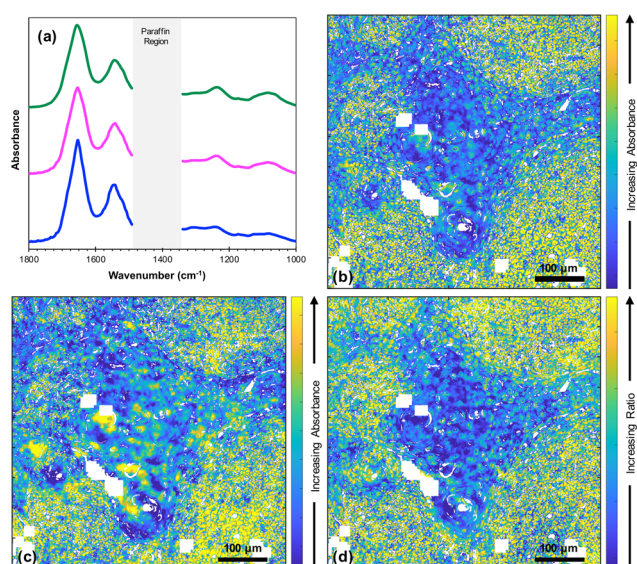 (a)
Paraffin
Region
Absorbance
1800
1600
1400
1200
1000
Wavenumber (cm⁻¹)
(b)
100 µm
Increasing Absorbance
(c)
100 µm
Increasing Absorbance
(d)
100 µm
Increasing Ratio